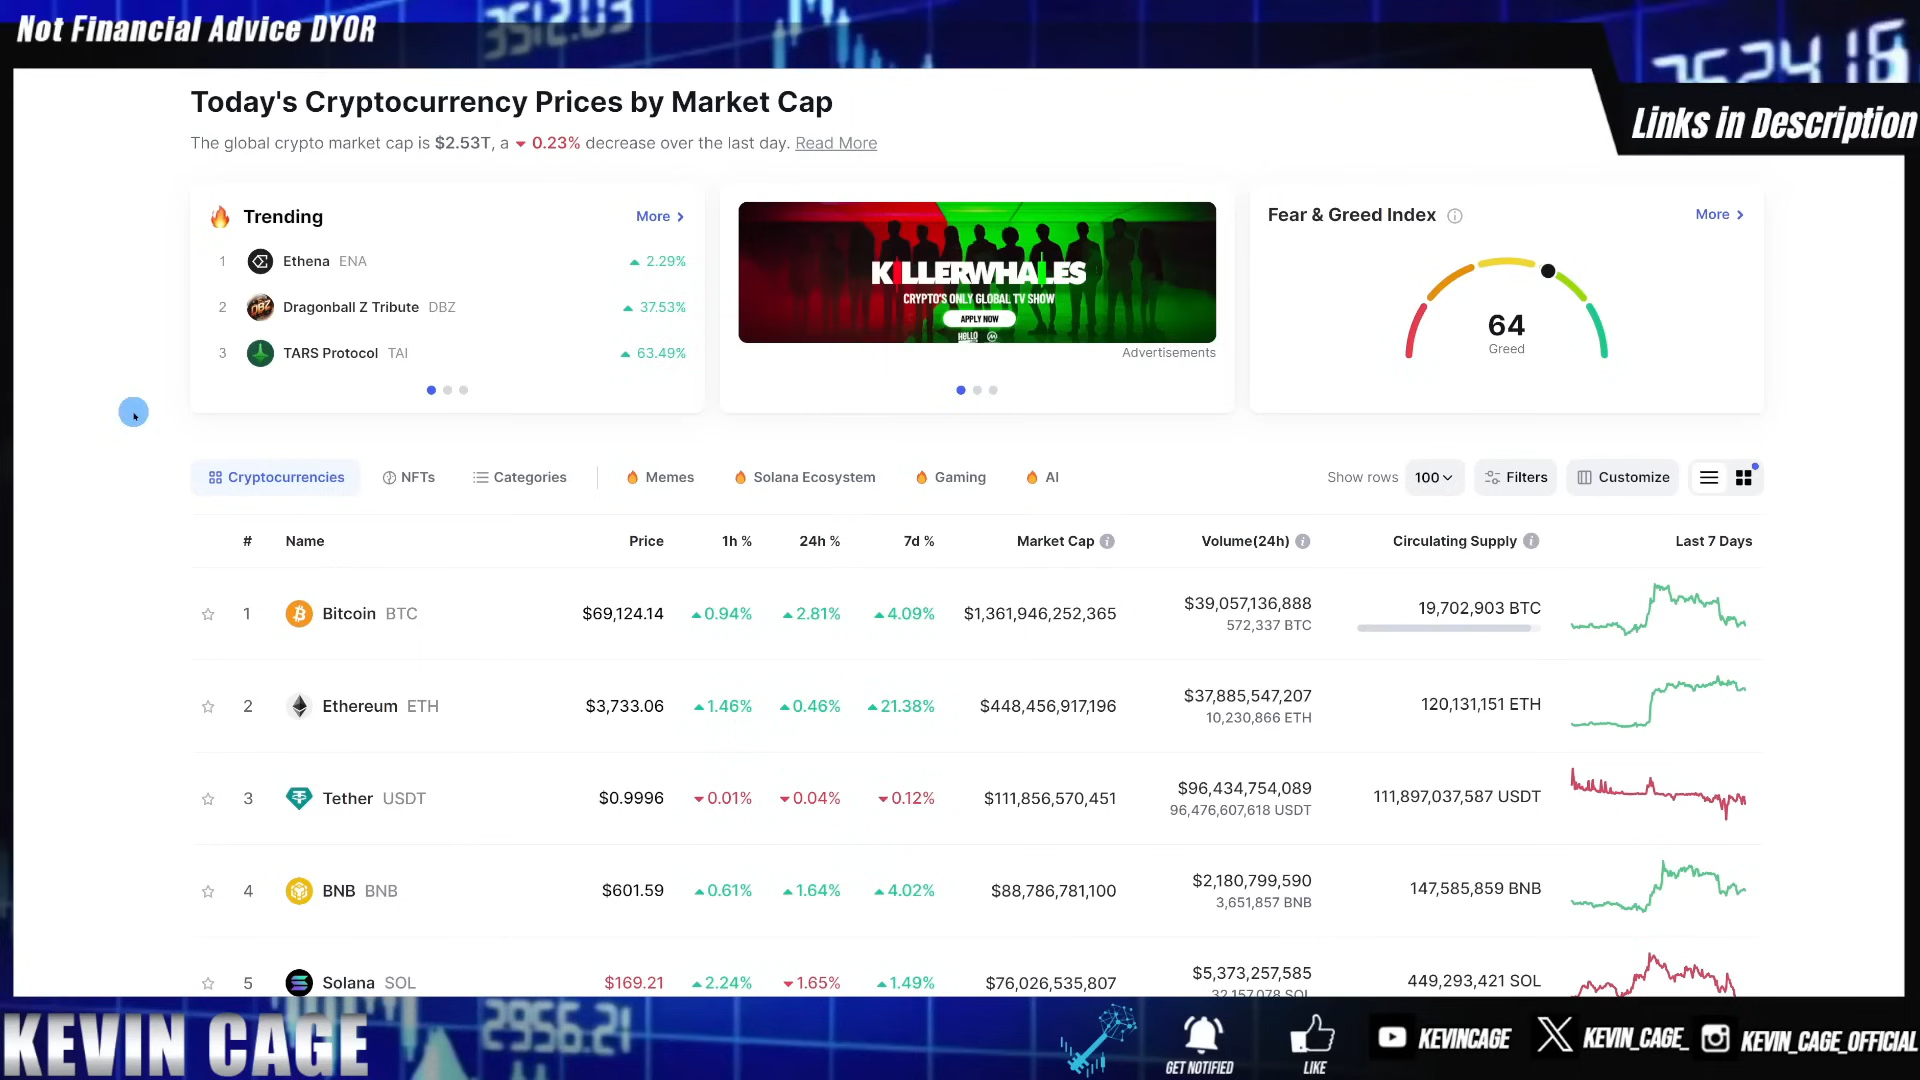 Not Financial Advice DYOR
3512.03
Links in Description
Today's Cryptocurrency Prices by Market Cap
The global crypto market cap is $2.53T, a 0.23% decrease over the last day. Read More
Trending
More
1 Ethena ENA 2.29%
2 Dragonball Z Tribute DBZ 37.53%
3 TARS Protocol TAI 63.49%
KILLERWHALES
CRYPTO'S ONLY GLOBAL TV SHOW
APPLY NOW
HELLO
Advertisements
Fear & Greed Index
More
64
Greed
Cryptocurrencies NFTs Categories Memes Solana Ecosystem Gaming AI Show rows 100 Filters Customize
# Name Price 1h % 24h % 7d % Market Cap Volume(24h) Circulating Supply Last 7 Days
1 Bitcoin BTC $69,124.14 0.94% 2.81% 4.09% $1,361,946,252,365 $39,057,136,888 19,702,903 BTC
572,337 BTC
2 Ethereum ETH $3,733.06 1.46% 0.46% 21.38% $448,456,917,196 $37,885,547,207 120,131,151 ETH
10,230,866 ETH
3 Tether USDT $0.9996 0.01% 0.04% 0.12% $111,856,570,451 $96,434,754,089 111,897,037,587 USDT
96,476,607,618 USDT
4 BNB BNB $601.59 0.61% 1.64% 4.02% $88,786,781,100 $2,180,799,590 147,585,859 BNB
3,651,857 BNB
5 Solana SOL $169.21 2.24% 1.65% 1.49% $76,026,535,807 $5,373,257,585 449,293,421 SOL
32,157,078 SOL
2956.21
KEVIN CAGE
GET NOTIFIED
LIKE
KEVINCAGE
KEVIN_CAGE_
KEVIN_CAGE_OFFICIAL